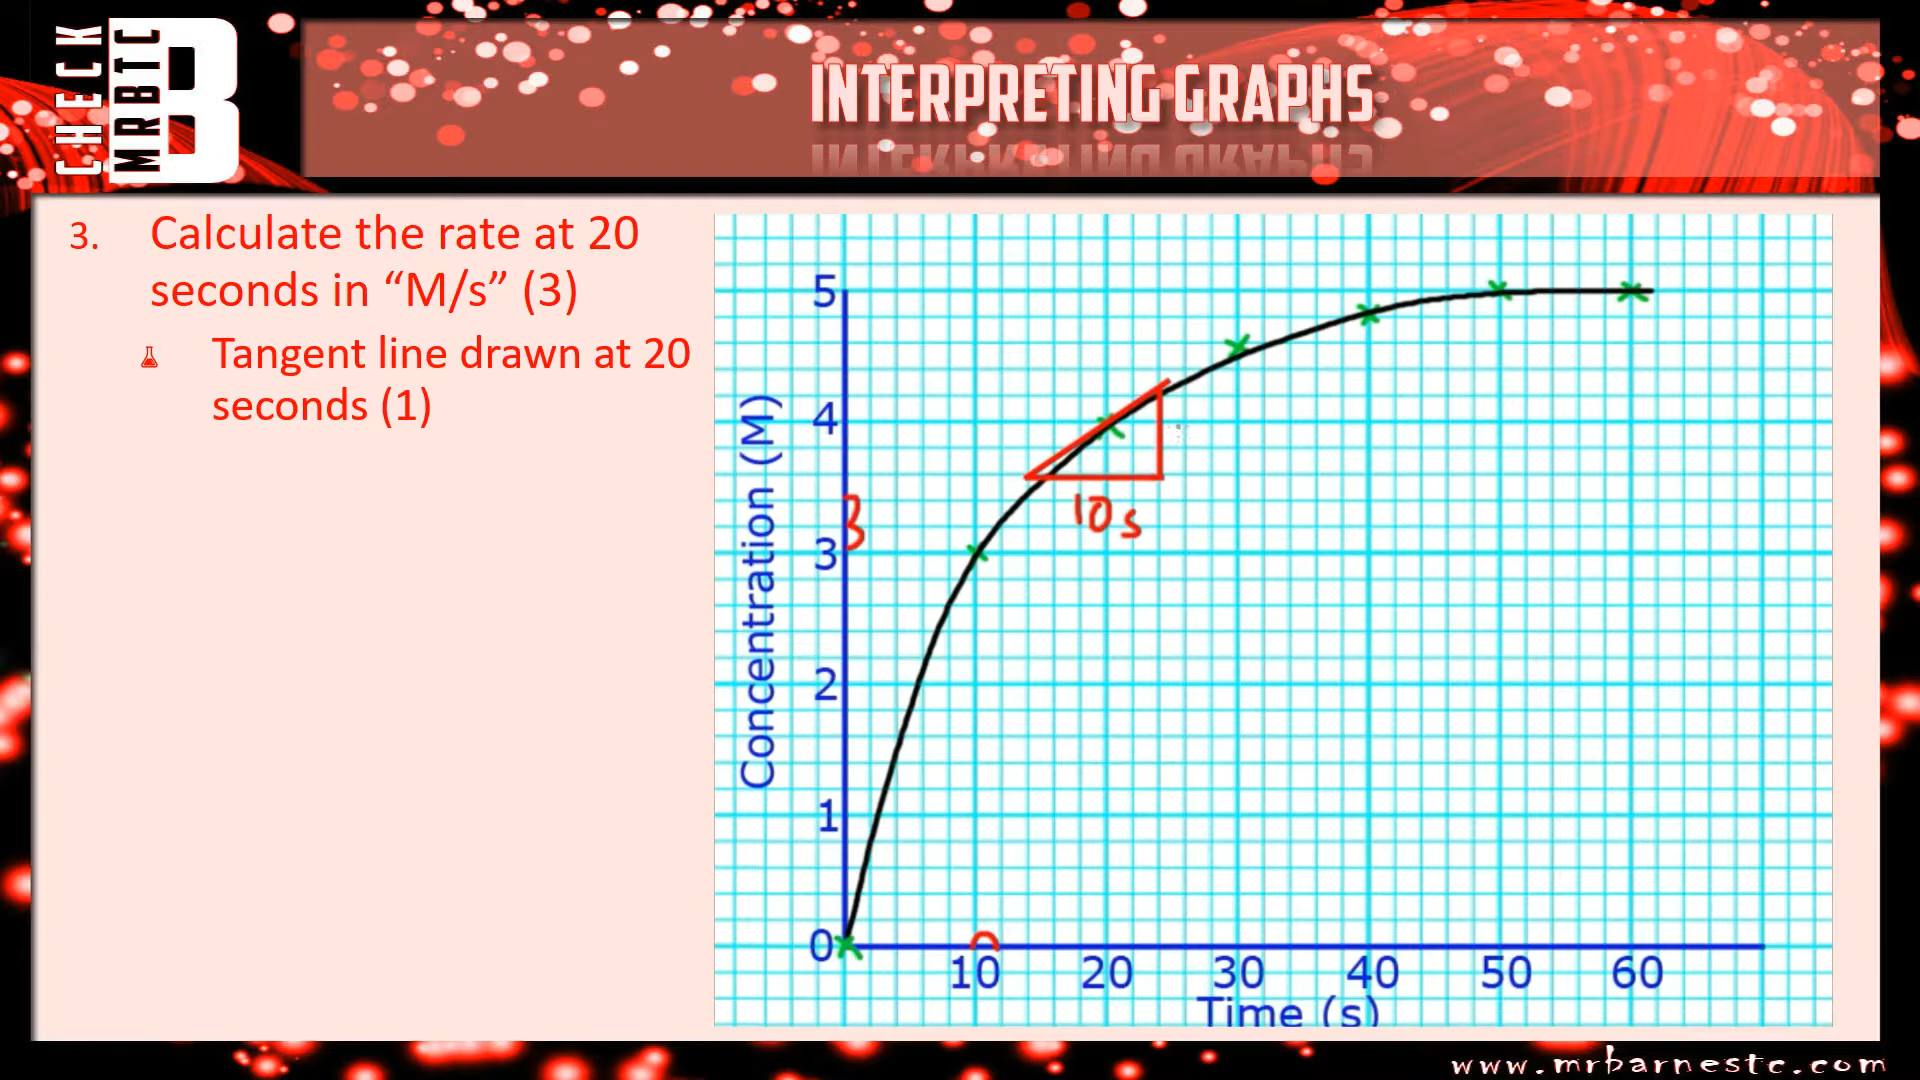 CHECK
MRBTC
B
INTERPRETING GRAPHS
3. Calculate the rate at 20
seconds in “M/s” (3)
Tangent line drawn at 20
seconds (1)
Concentration (M)
5
4
3
2
1
0
3
10s
10 20 30 40 50 60
Time (s)
www.mrbarnestc.com